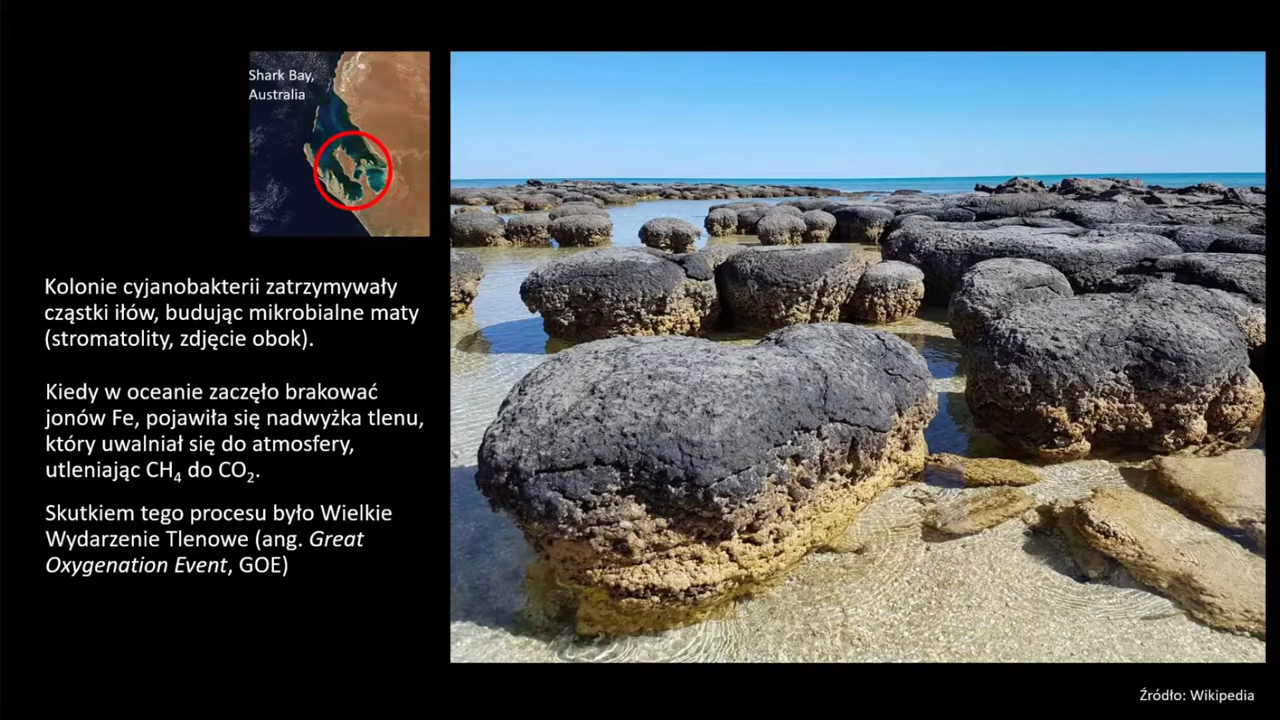 Shark Bay,
Australia
Kolonie cyjanobakterii zatrzymywały
cząstki iłów, budując mikrobialne maty
(stromatolity, zdjęcie obok).
Kiedy w oceanie zaczęło brakować
jonów Fe, pojawiła się nadwyżka tlenu,
który uwalniał się do atmosfery,
utleniając CH₄ do CO₂.
Skutkiem tego procesu było Wielkie
Wydarzenie Tlenowe (ang. Great
Oxygenation Event, GOE)
Źródło: Wikipedia